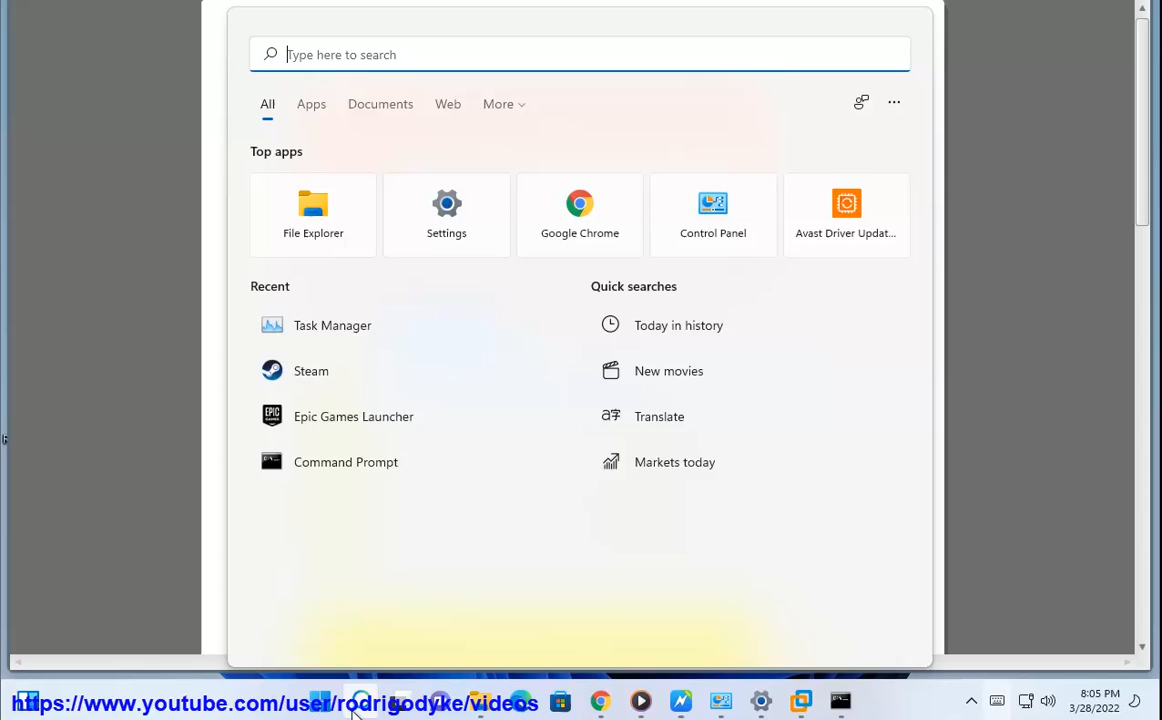 Type here to search
All Apps Documents Web More
Top apps
File Explorer Settings Google Chrome Control Panel Avast Driver Updat...
Recent Quick searches
Task Manager Today in history
Steam New movies
EPIC GAMES Epic Games Launcher Translate
Command Prompt Markets today
https://www.youtube.com/user/rodrigodyke/videos
8:05 PM
3/28/2022